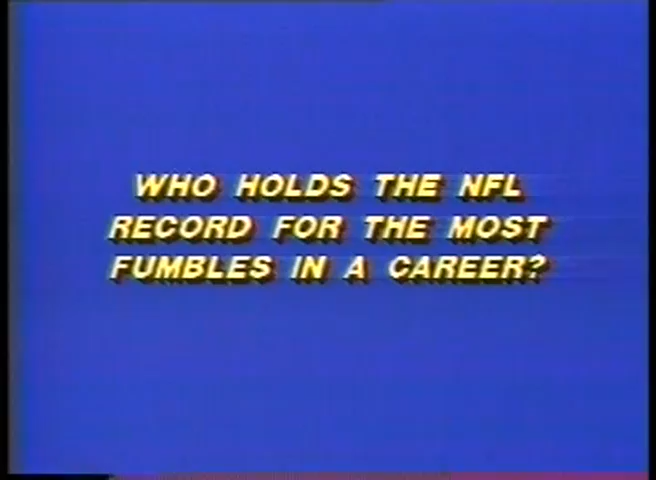 WHO HOLDS THE NFL
RECORD FOR THE MOST
FUMBLES IN A CAREER?